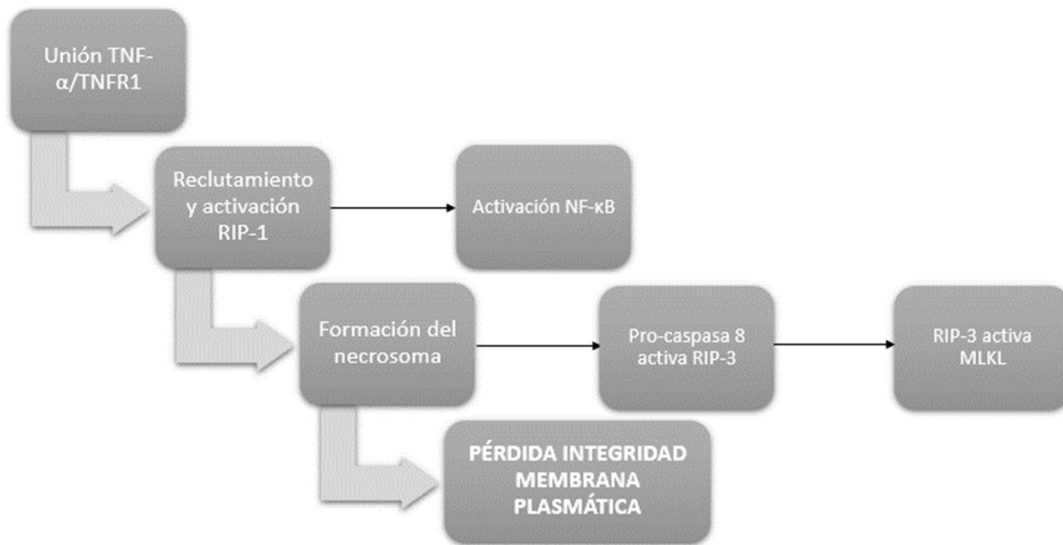 Unión TNF-
α/TNFR1
Reclutamiento
y activación
RIP-1
Activación NF-κB
Formación del
necrosoma
Pro-caspasa 8
activa RIP-3
RIP-3 activa
MLKL
PÉRDIDA INTEGRIDAD
MEMBRANA
PLASMÁTICA